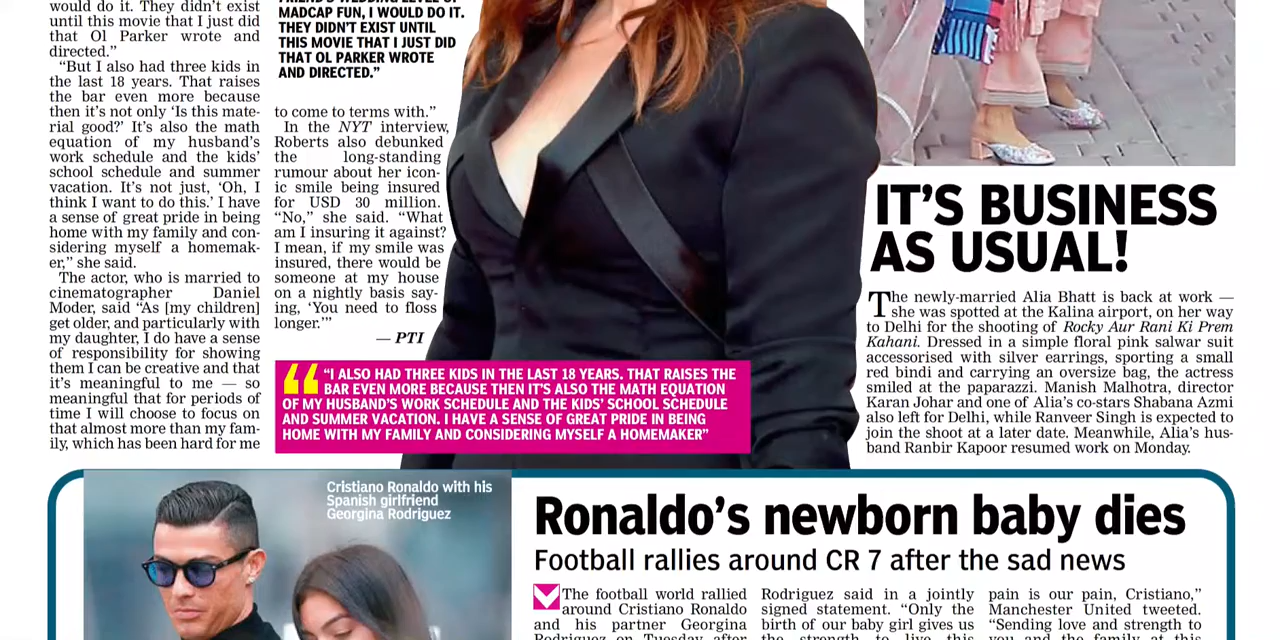 would do it. They didn't exist
until this movie that I just did
that Ol Parker wrote and
directed."
"But I also had three kids in
the last 18 years. That raises
the bar even more because
then it's not only 'Is this mate-
rial good?' It's also the math
equation of my husband's
work schedule and the kids'
school schedule and summer
vacation. It's not just, 'Oh, I
think I want to do this.' I have
a sense of great pride in being
home with my family and con-
sidering myself a homemak-
er," she said.
The actor, who is married to
cinematographer Daniel
Moder, said "As [my children]
get older, and particularly with
my daughter, I do have a sense
of responsibility for showing
them I can be creative and that
it's meaningful to me — so
meaningful that for periods of
time I will choose to focus on
that almost more than my fam-
ily, which has been hard for me
MADCAP FUN, I WOULD DO IT.
THEY DIDN'T EXIST UNTIL
THIS MOVIE THAT I JUST DID
THAT OL PARKER WROTE
AND DIRECTED."
to come to terms with."
In the NYT interview,
Roberts also debunked
the long-standing
rumour about her icon-
ic smile being insured
for USD 30 million.
"No," she said. "What
am I insuring it against?
I mean, if my smile was
insured, there would be
someone at my house
on a nightly basis say-
ing, 'You need to floss
longer.'"
— PTI
"I ALSO HAD THREE KIDS IN THE LAST 18 YEARS. THAT RAISES THE
BAR EVEN MORE BECAUSE THEN IT'S ALSO THE MATH EQUATION
OF MY HUSBAND'S WORK SCHEDULE AND THE KIDS' SCHOOL SCHEDULE
AND SUMMER VACATION. I HAVE A SENSE OF GREAT PRIDE IN BEING
HOME WITH MY FAMILY AND CONSIDERING MYSELF A HOMEMAKER"
IT'S BUSINESS
AS USUAL!
The newly-married Alia Bhatt is back at work —
she was spotted at the Kalina airport, on her way
to Delhi for the shooting of Rocky Aur Rani Ki Prem
Kahani. Dressed in a simple floral pink salwar suit
accessorised with silver earrings, sporting a small
red bindi and carrying an oversize bag, the actress
smiled at the paparazzi. Manish Malhotra, director
Karan Johar and one of Alia's co-stars Shabana Azmi
also left for Delhi, while Ranveer Singh is expected to
join the shoot at a later date. Meanwhile, Alia's hus-
band Ranbir Kapoor resumed work on Monday.
Cristiano Ronaldo with his
Spanish girlfriend
Georgina Rodriguez
Ronaldo's newborn baby dies
Football rallies around CR 7 after the sad news
The football world rallied
around Cristiano Ronaldo
and his partner Georgina
Rodriguez on Tuesday after
Rodriguez said in a jointly
signed statement. "Only the
birth of our baby girl gives us
the strength to live this
pain is our pain, Cristiano,"
Manchester United tweeted.
"Sending love and strength to
you and the family at this